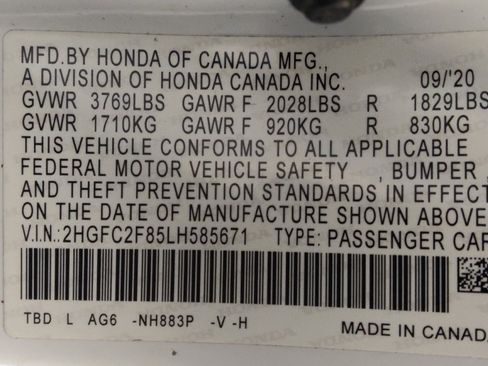 MFD.BY HONDA OF CANADA MFG.,
A DIVISION OF HONDA CANADA INC. 09/'20
GVWR 3769LBS GAWR F 2028LBS R 1829LBS
GVWR 1710KG GAWR F 920KG R 830KG
THIS VEHICLE CONFORMS TO ALL APPLICABLE
FEDERAL MOTOR VEHICLE SAFETY , BUMPER ,
AND THEFT PREVENTION STANDARDS IN EFFECT
ON THE DATE OF MANUFACTURE SHOWN ABOVE
V.I.N.:2HGFC2F85LH585671 TYPE: PASSENGER CAR
TBD L AG6 -NH883P -V -H MADE IN CANADA